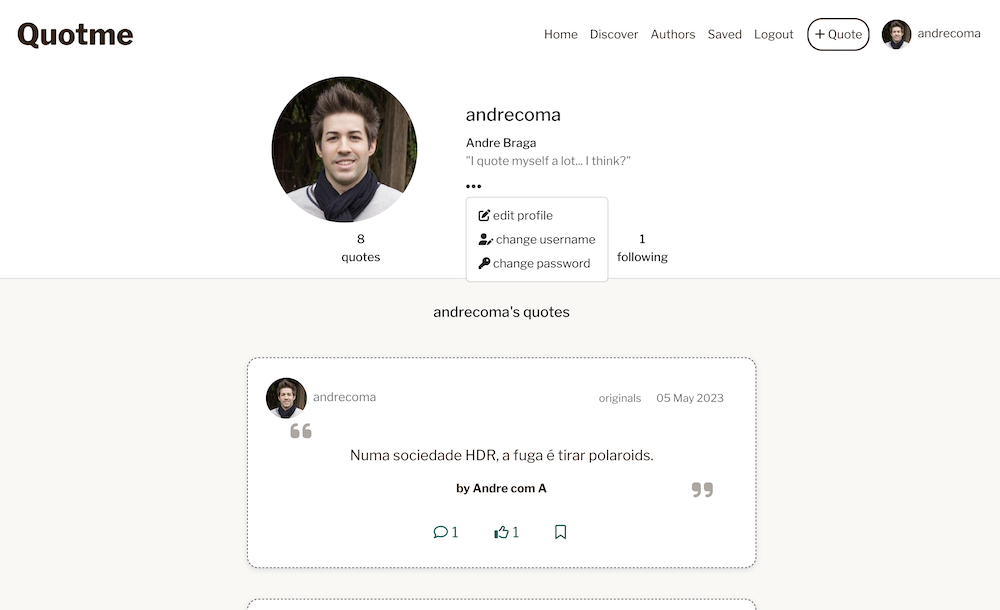 Quotme
Home Discover Authors Saved Logout + Quote andrecoma
andrecoma
Andre Braga
"I quote myself a lot... I think?"
•••
edit profile
change username
change password
8
quotes
1
following
andrecoma's quotes
andrecoma originals 05 May 2023
“
Numa sociedade HDR, a fuga é tirar polaroids.
by Andre com A
”
1 1